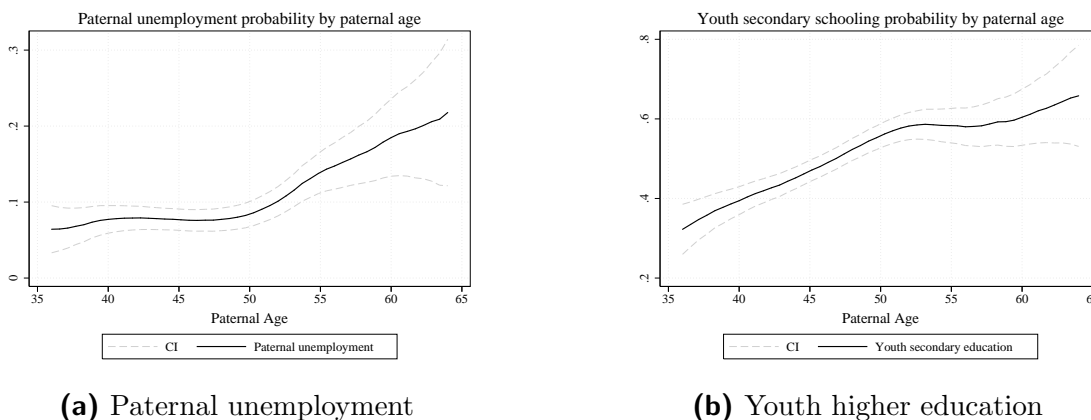 Paternal unemployment probability by paternal age
.3
.2
.1
0
35 40 45 50 55 60 65
Paternal Age
CI Paternal unemployment
(a) Paternal unemployment
Youth secondary schooling probability by paternal age
.8
.6
.4
.2
35 40 45 50 55 60
Paternal Age
CI Youth secondary education
(b) Youth higher education